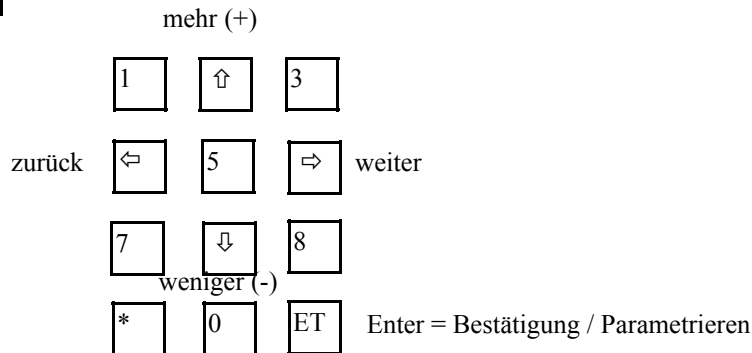 mehr (+)
1 ⇧ 3
zurück ⇦ 5 ⇨ weiter
7 ⇩ 8
weniger (-)
* 0 ET Enter = Bestätigung / Parametrieren